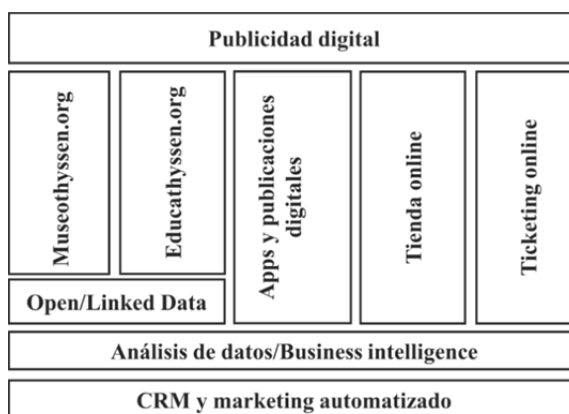 Publicidad digital
Museothyssen.org
Educathyssen.org
Apps y publicaciones
digitales
Tienda online
Ticketing online
Open/Linked Data
Análisis de datos/Business intelligence
CRM y marketing automatizado